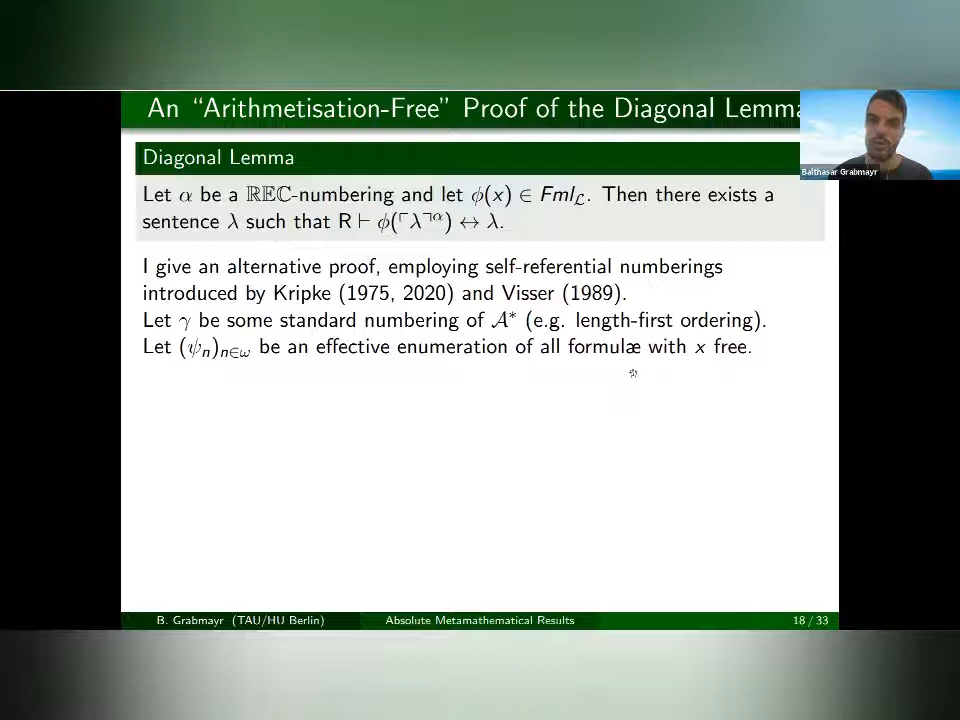 An “Arithmetisation-Free” Proof of the Diagonal Lemma
Balthasar Grabmayr
Diagonal Lemma
Let α be a ℝ𝔼ℂ-numbering and let ϕ(x) ∈ Fml_ℒ. Then there exists a
sentence λ such that R ⊢ ϕ(⌜λ⌝^α) ↔ λ.
I give an alternative proof, employing self-referential numberings
introduced by Kripke (1975, 2020) and Visser (1989).
Let γ be some standard numbering of 𝒜* (e.g. length-first ordering).
Let (ψ_n)_{n∈ω} be an effective enumeration of all formulæ with x free.
B. Grabmayr (TAU/HU Berlin) Absolute Metamathematical Results 18 / 33